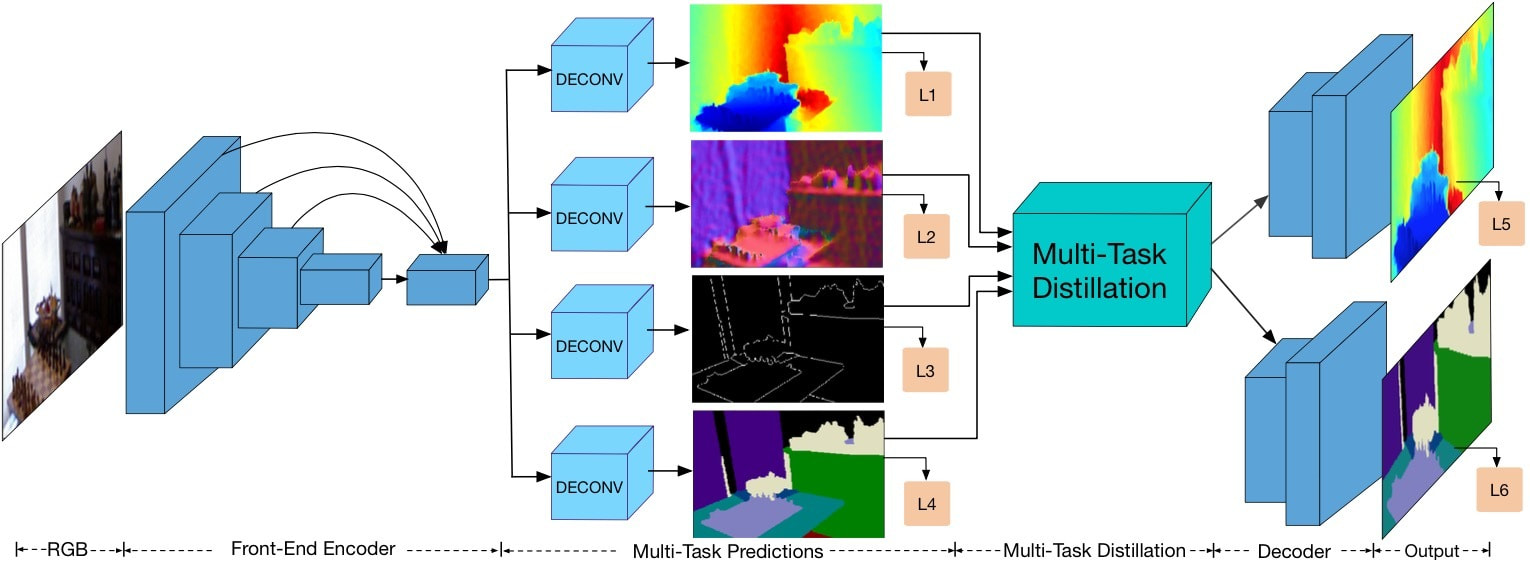 DECONV
L1
DECONV
L2
DECONV
L3
DECONV
L4
Multi-Task
Distillation
L5
L6
RGB
Front-End Encoder
Multi-Task Predictions
Multi-Task Distillation
Decoder
Output